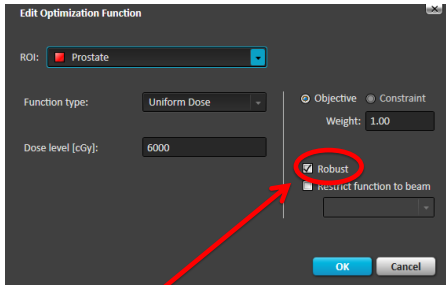 Edit Optimization Function
ROI: Prostate
Function type: Uniform Dose
Objective Constraint
Weight: 1.00
Dose level [cGy]: 6000
Robust
Restrict function to beam
OK Cancel